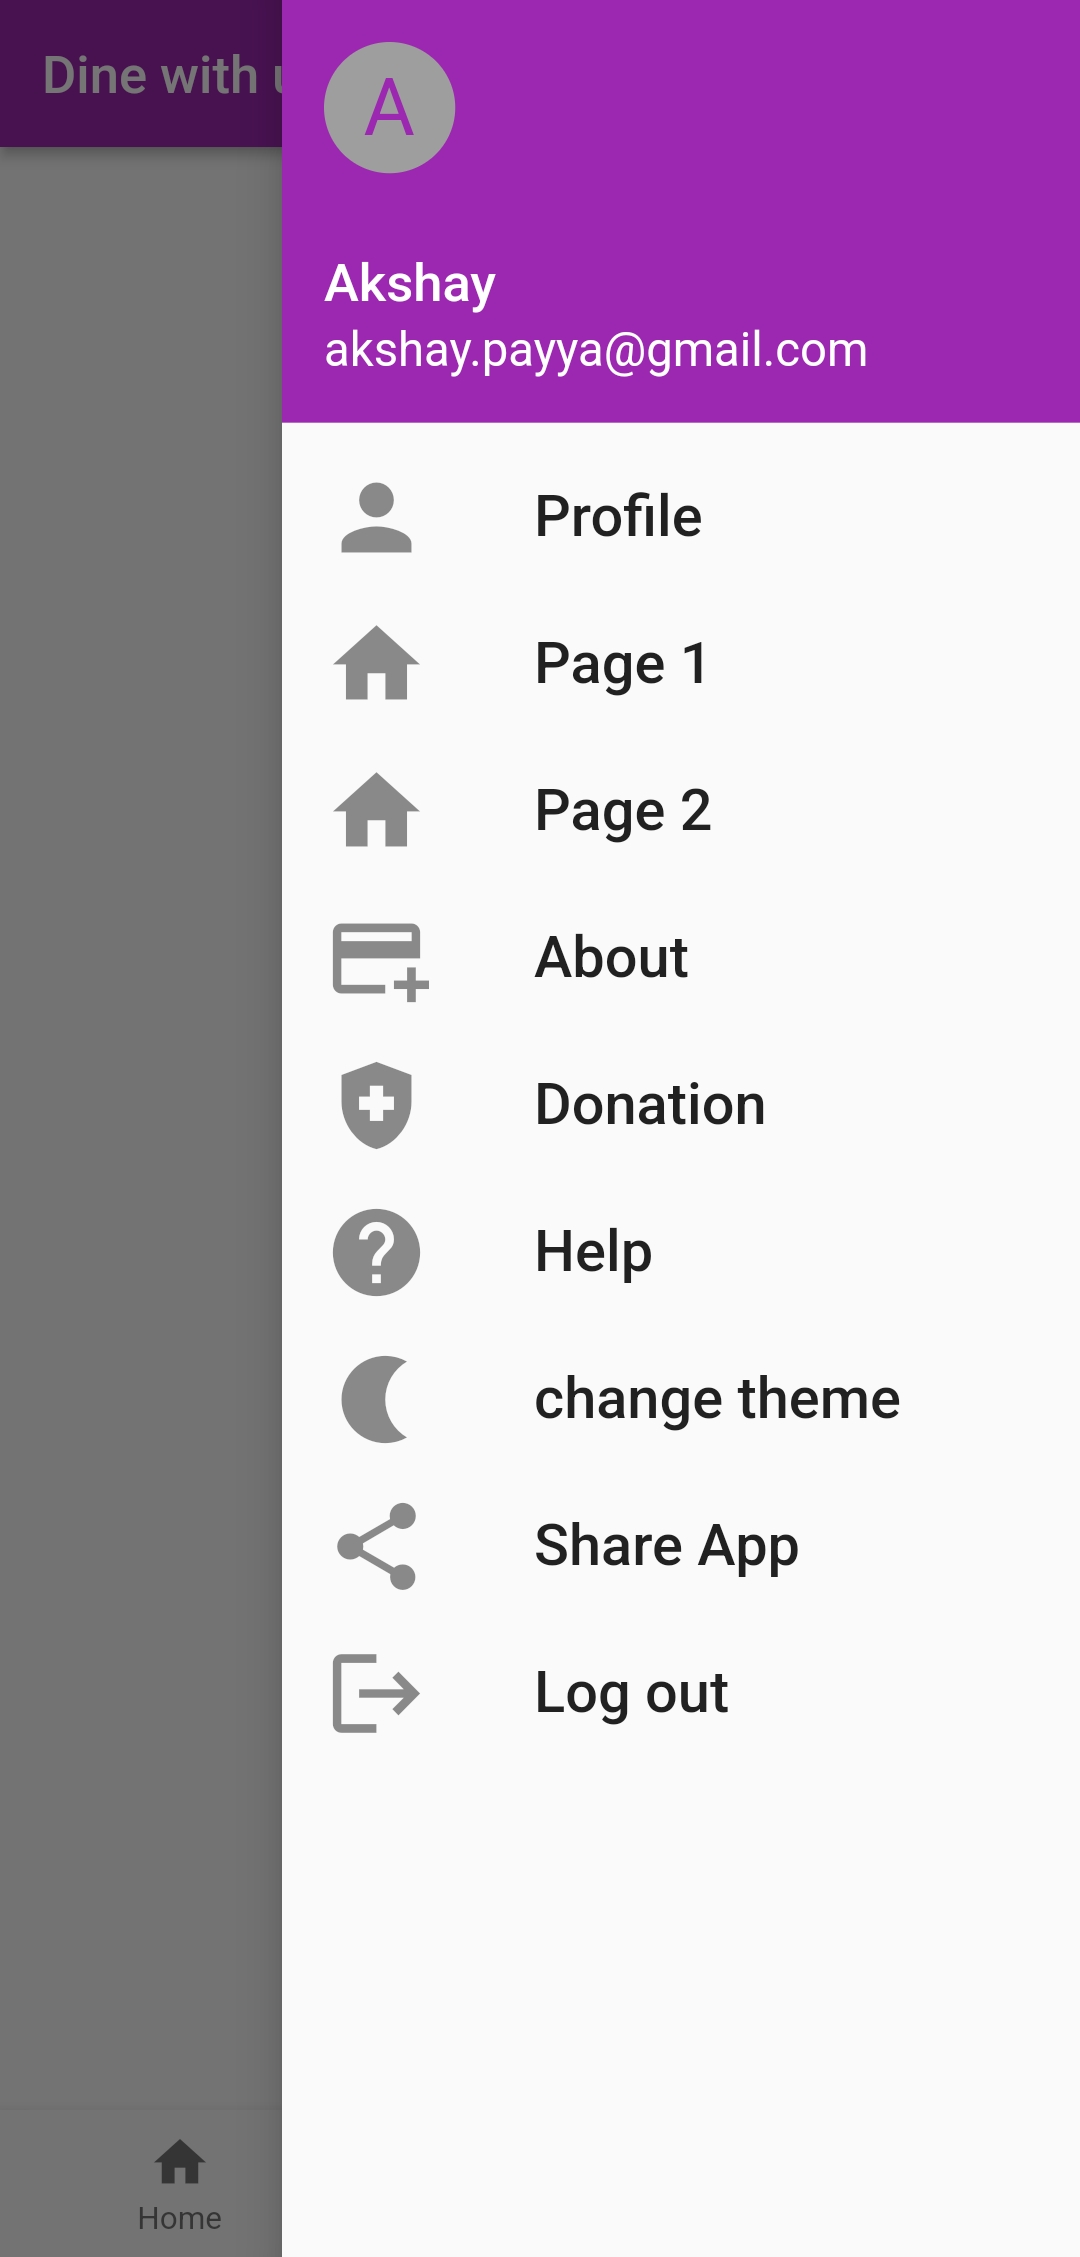 Dine with
A
Akshay
akshay.payya@gmail.com
Profile
Page 1
Page 2
About
Donation
Help
change theme
Share App
Log out
Home